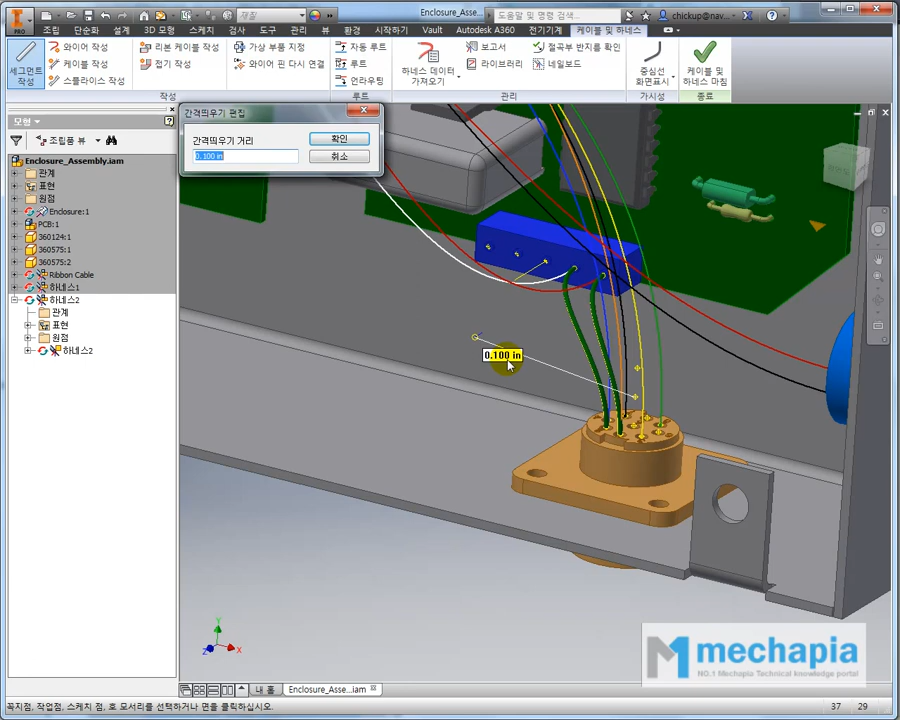 PRO
재질
Enclosure_Asse...
도움말 및 명령 검색...
chickup@nav...
조립
단순화
설계
3D 모형
스케치
검사
도구
관리
뷰
환경
시작하기
Vault
Autodesk A360
전기기계
케이블 및 하네스
세그먼트
작성
와이어 작성
케이블 작성
스플라이스 작성
리본 케이블 작성
접기 작성
작성
가상 부품 지정
와이어 핀 다시 연결
자동 루트
루트
언라우팅
루트
하네스 데이터
가져오기
보고서
라이브러리
절곡부 반지름 확인
네일보드
관리
중심선
화면표시
가시성
케이블 및
하네스 마침
종료
모형
조립품 뷰
Enclosure_Assembly.iam
관계
표현
원점
Enclosure:1
PCB:1
360124:1
360575:1
360575:2
Ribbon Cable
하네스1
하네스2
관계
표현
원점
하네스2
간격띄우기 편집
간격띄우기 거리
0.100 in
확인
취소
0.100 in
Y
Z
X
mechapia
NO.1 Mechapia Technical knowledge portal
내 홈
Enclosure_Asse...iam
꼭지점, 작업점, 스케치 점, 호 모서리를 선택하거나 면을 클릭하십시오.
37
29